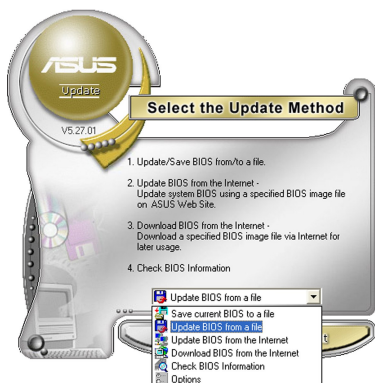 ASUS
Update
V5.27.01
Select the Update Method
1. Update/Save BIOS from/to a file.
2. Update BIOS from the Internet -
Update system BIOS using a specified BIOS image file
on ASUS Web Site.
3. Download BIOS from the Internet -
Download a specified BIOS image file via Internet for
later usage.
4. Check BIOS Information
Update BIOS from a file
Save current BIOS to a file
Update BIOS from a file
Update BIOS from the Internet
Download BIOS from the Internet
Check BIOS Information
Options